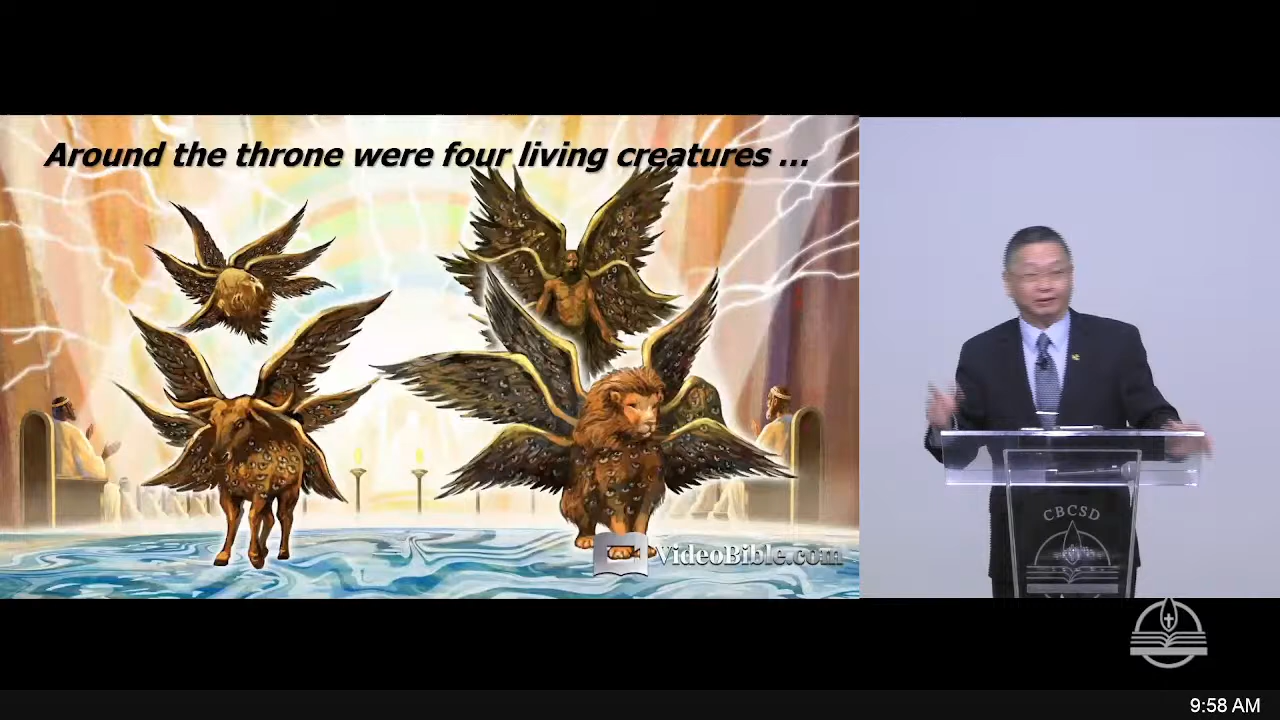 Around the throne were four living creatures ...
VideoBible.com
CBCSD
9:58 AM